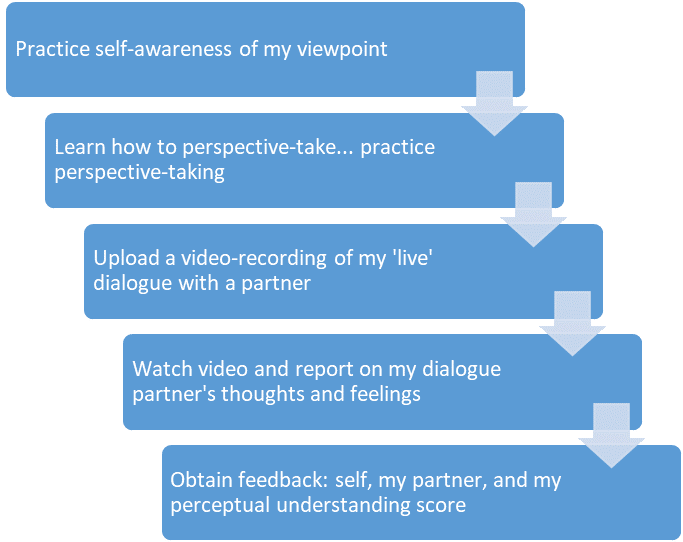 Practice self-awareness of my viewpoint
Learn how to perspective-take... practice
perspective-taking
Upload a video-recording of my 'live'
dialogue with a partner
Watch video and report on my dialogue
partner's thoughts and feelings
Obtain feedback: self, my partner, and my
perceptual understanding score